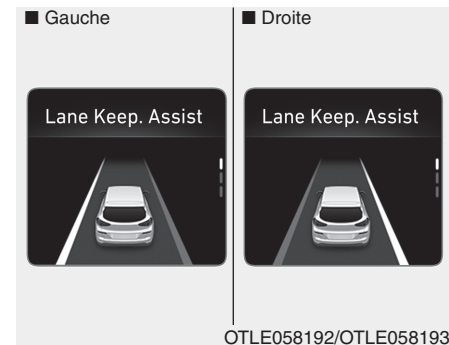 ■ Gauche
■ Droite
Lane Keep. Assist
Lane Keep. Assist
OTLE058192/OTLE058193